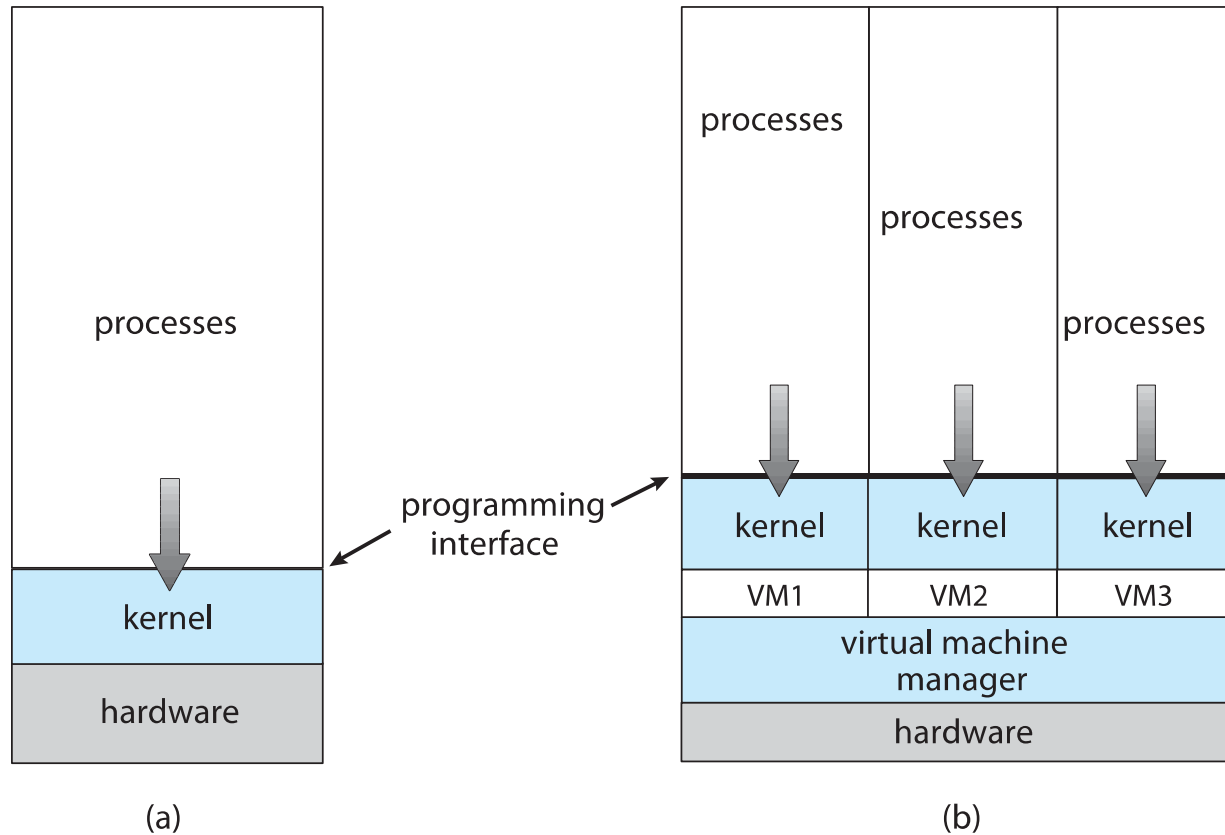 processes
kernel
hardware
(a)
programming
interface
processes
processes
processes
kernel
kernel
kernel
VM1
VM2
VM3
virtual machine
manager
hardware
(b)